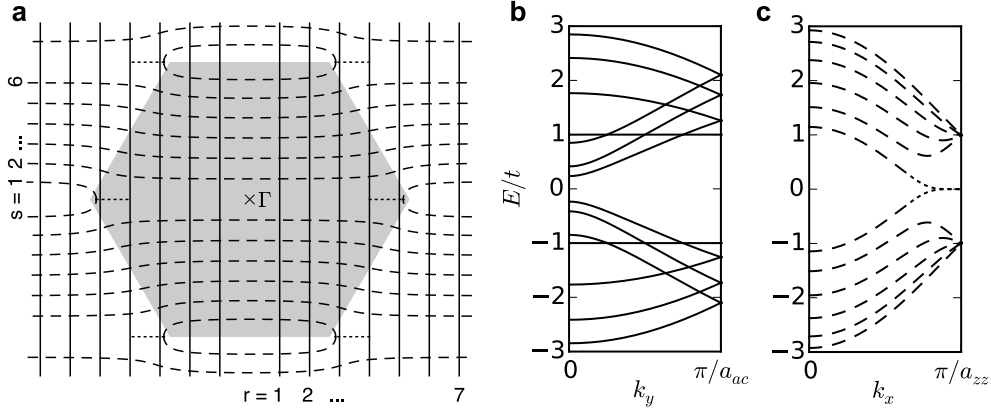 a
6
s = 1 2 ...
×Γ
r = 1 2 ... 7
b
E/t
3
2
1
0
−1
−2
−3
0
π/a_ac
k_y
c
3
2
1
0
−1
−2
−3
0
π/a_zz
k_x